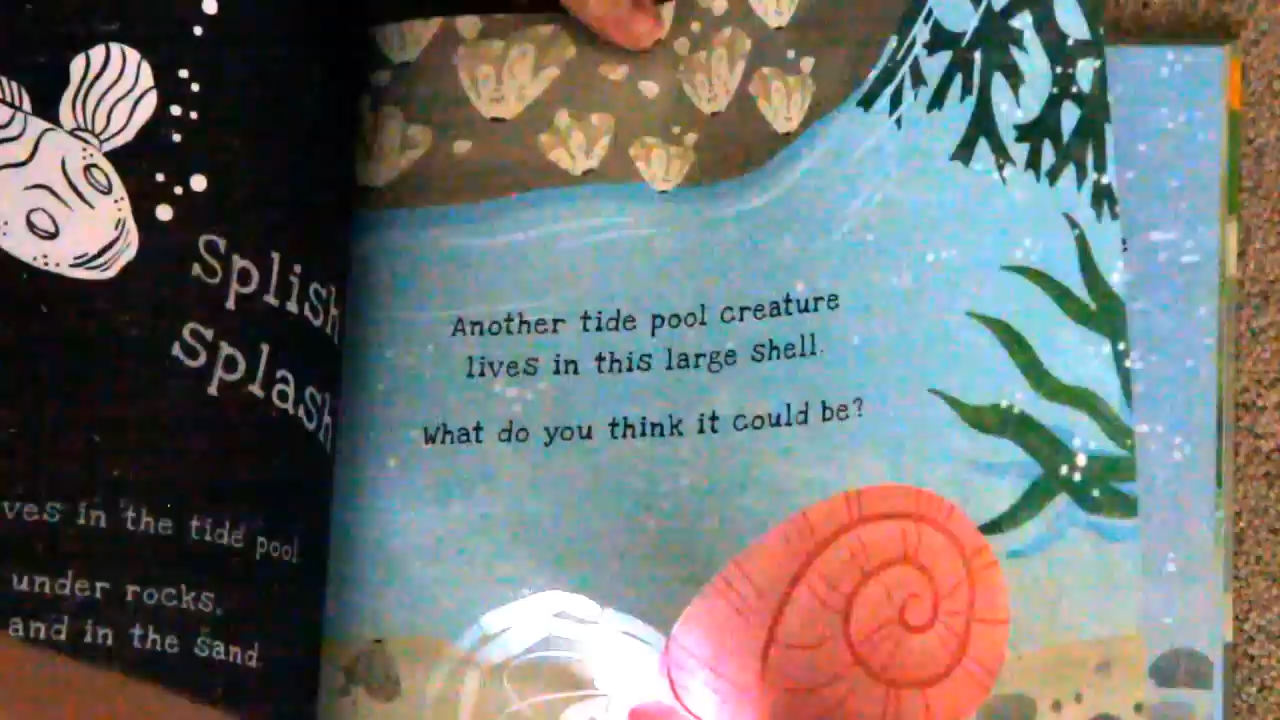 Splish
Splash
ves in the tide pool
under rocks,
and in the sand
Another tide pool creature
lives in this large shell.
What do you think it could be?